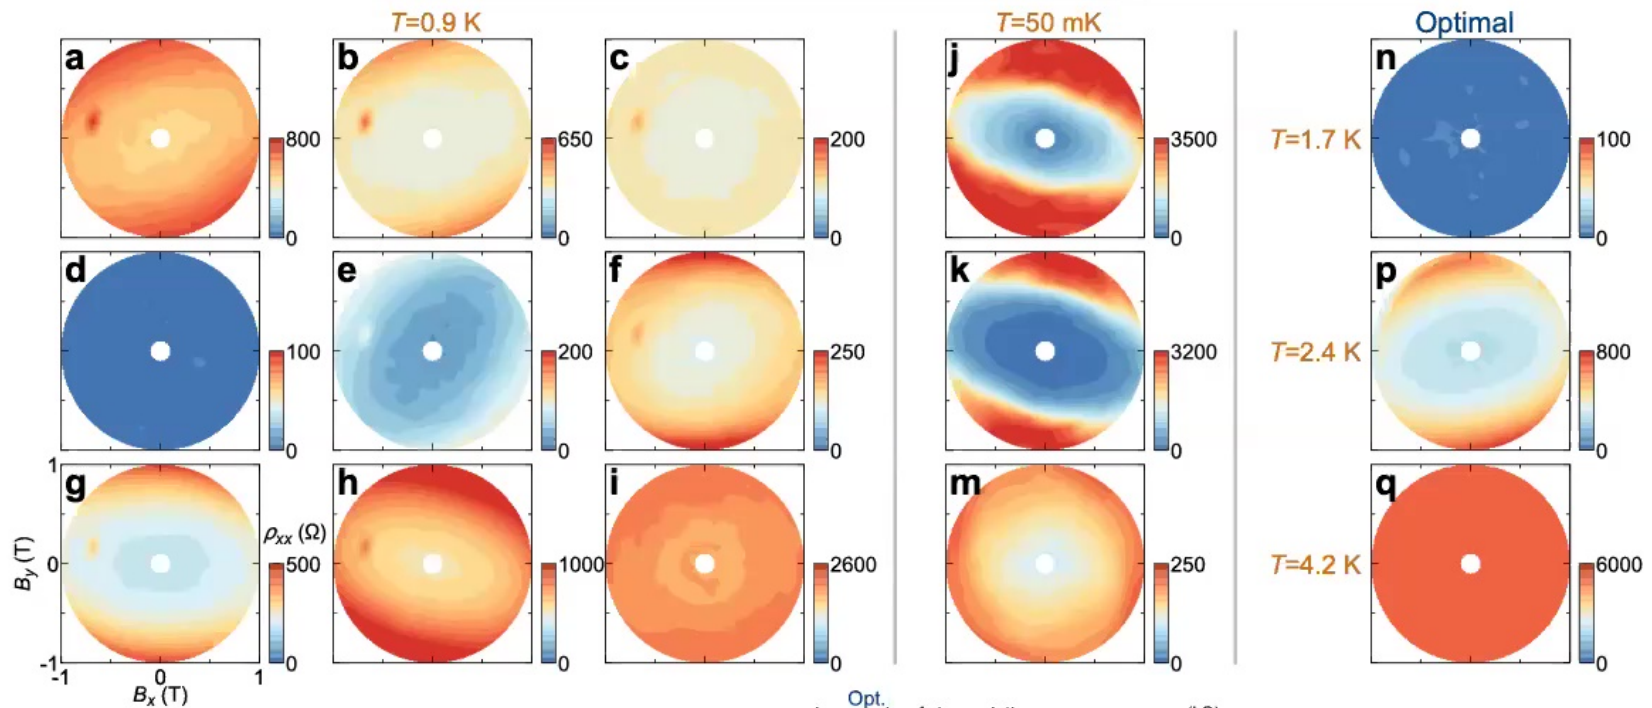 T=0.9 K
T=50 mK
Optimal
a
b
c
j
n
800
0
650
0
200
0
3500
0
T=1.7 K
100
0
d
e
f
k
p
100
0
200
0
250
0
3200
0
T=2.4 K
800
0
g
h
i
m
q
ρxx (Ω)
500
0
1000
0
2600
0
250
0
T=4.2 K
6000
0
By (T)
1
0
-1
-1
0
1
Bx (T)
Opt.